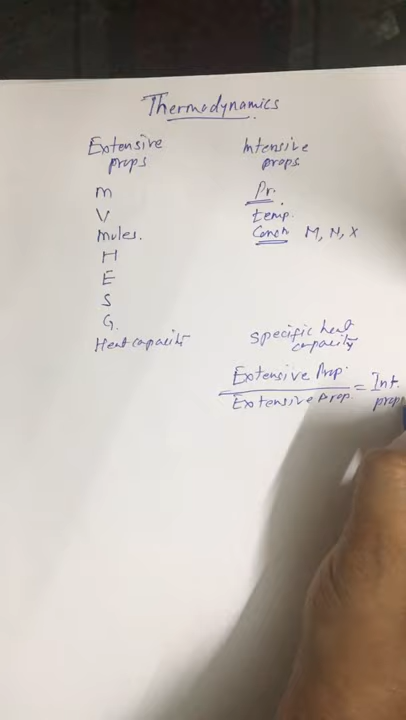 Thermodynamics
Extensive
props
Intensive
props
m
Pr.
V
temp.
moles.
Concn M, N, X
H
E
S
G.
Heat capacity
Specific heat
capacity
Extensive Prop.
Extensive Prop.
= Int.
prop